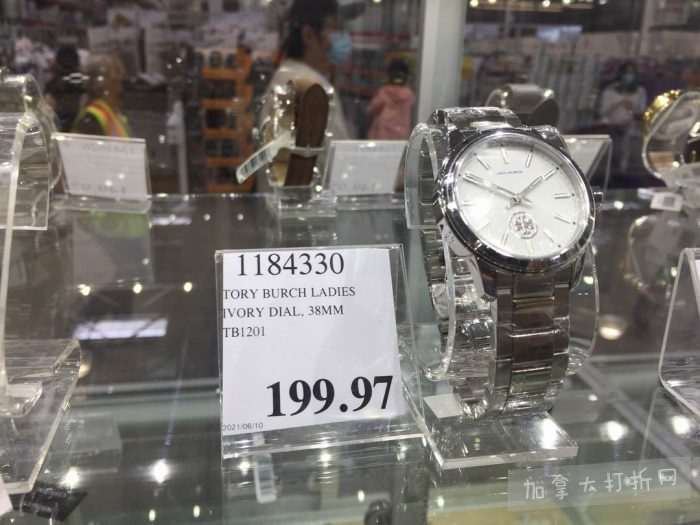 1184330
TORY BURCH LADIES
IVORY DIAL, 38MM
TB1201
199.97
2021/06/10
加拿大打折网